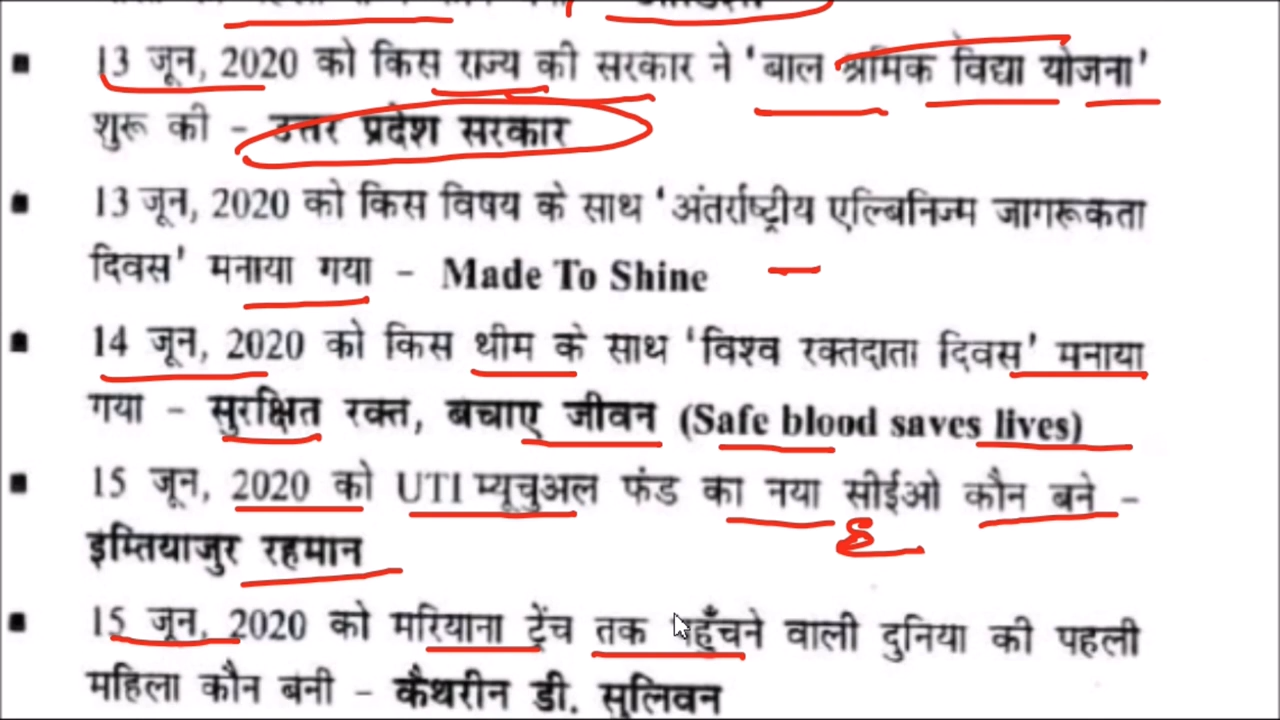 13 जून, 2020 को किस राज्य की सरकार ने ‘बाल श्रमिक विद्या योजना’
शुरू की – उत्तर प्रदेश सरकार
13 जून, 2020 को किस विषय के साथ ‘अंतर्राष्ट्रीय एल्बिनिज्म जागरूकता
दिवस’ मनाया गया – Made To Shine
14 जून, 2020 को किस थीम के साथ ‘विश्व रक्तदाता दिवस’ मनाया
गया – सुरक्षित रक्त, बचाए जीवन (Safe blood saves lives)
15 जून, 2020 को UTI म्यूचुअल फंड का नया सीईओ कौन बने –
इम्तियाजुर रहमान
15 जून, 2020 को मरियाना ट्रेंच तक पहुँचने वाली दुनिया की पहली
महिला कौन बनी – कैथरीन डी. सुलिवन